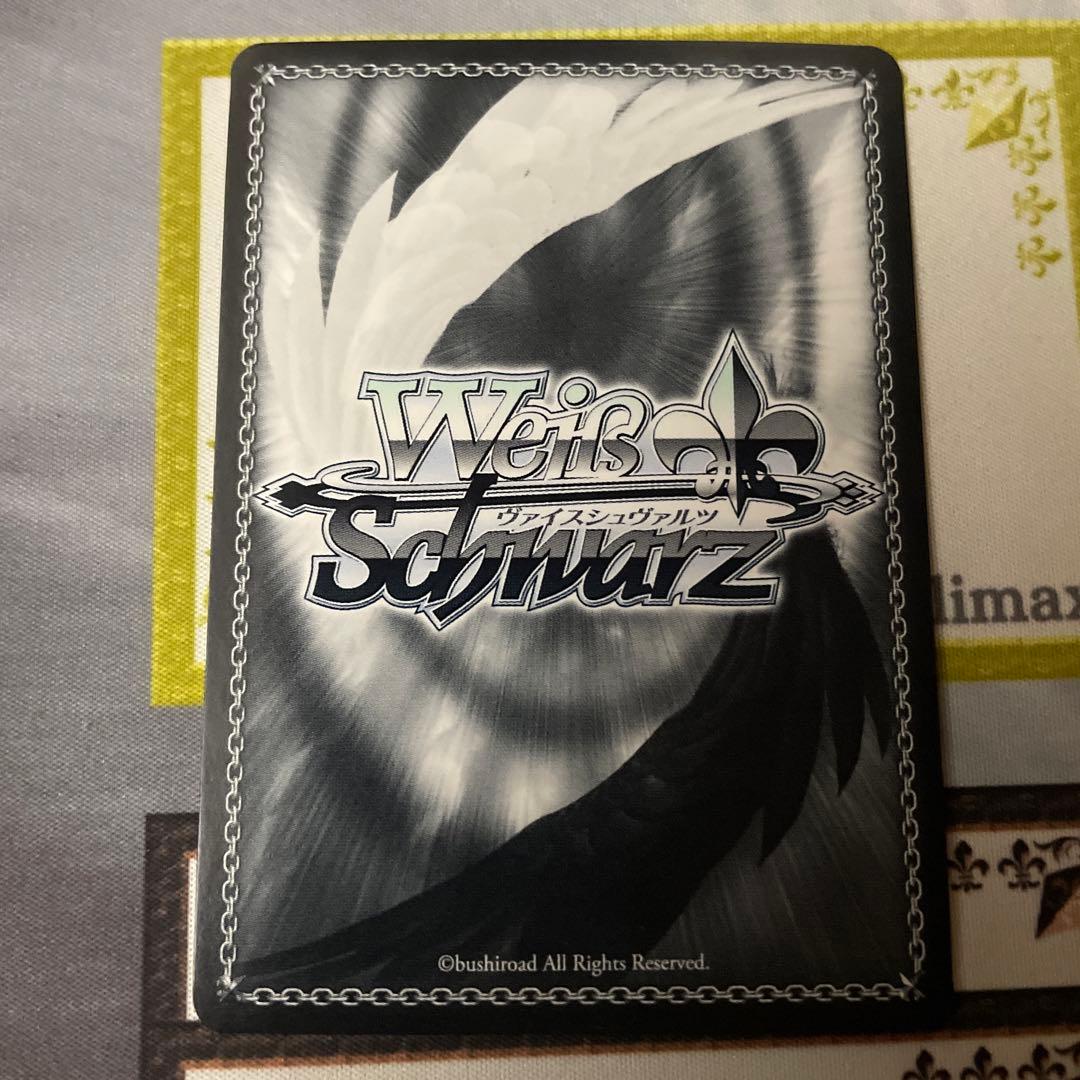 Weiß
ヴァイスシュヴァルツ
Schwarz
limax
©bushiroad All Rights Reserved.